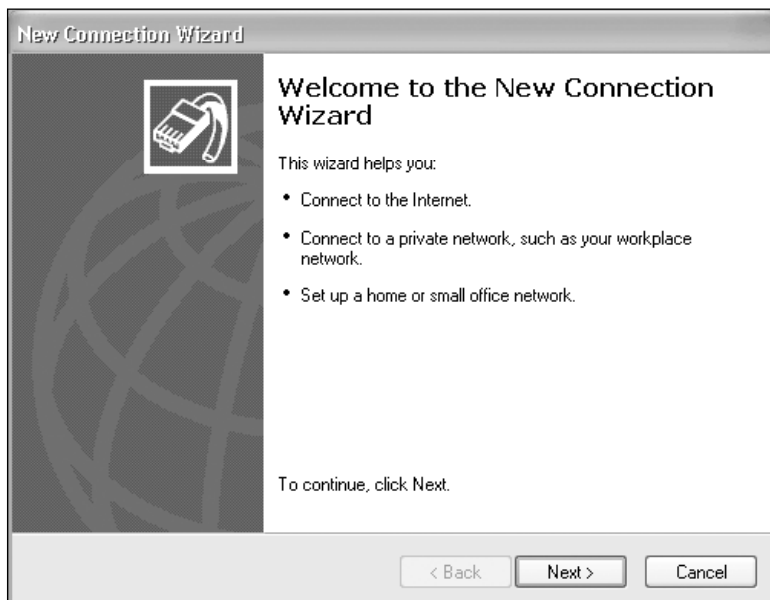 New Connection Wizard
Welcome to the New Connection
Wizard
This wizard helps you:
• Connect to the Internet.
• Connect to a private network, such as your workplace
network.
• Set up a home or small office network.
To continue, click Next.
< Back
Next >
Cancel